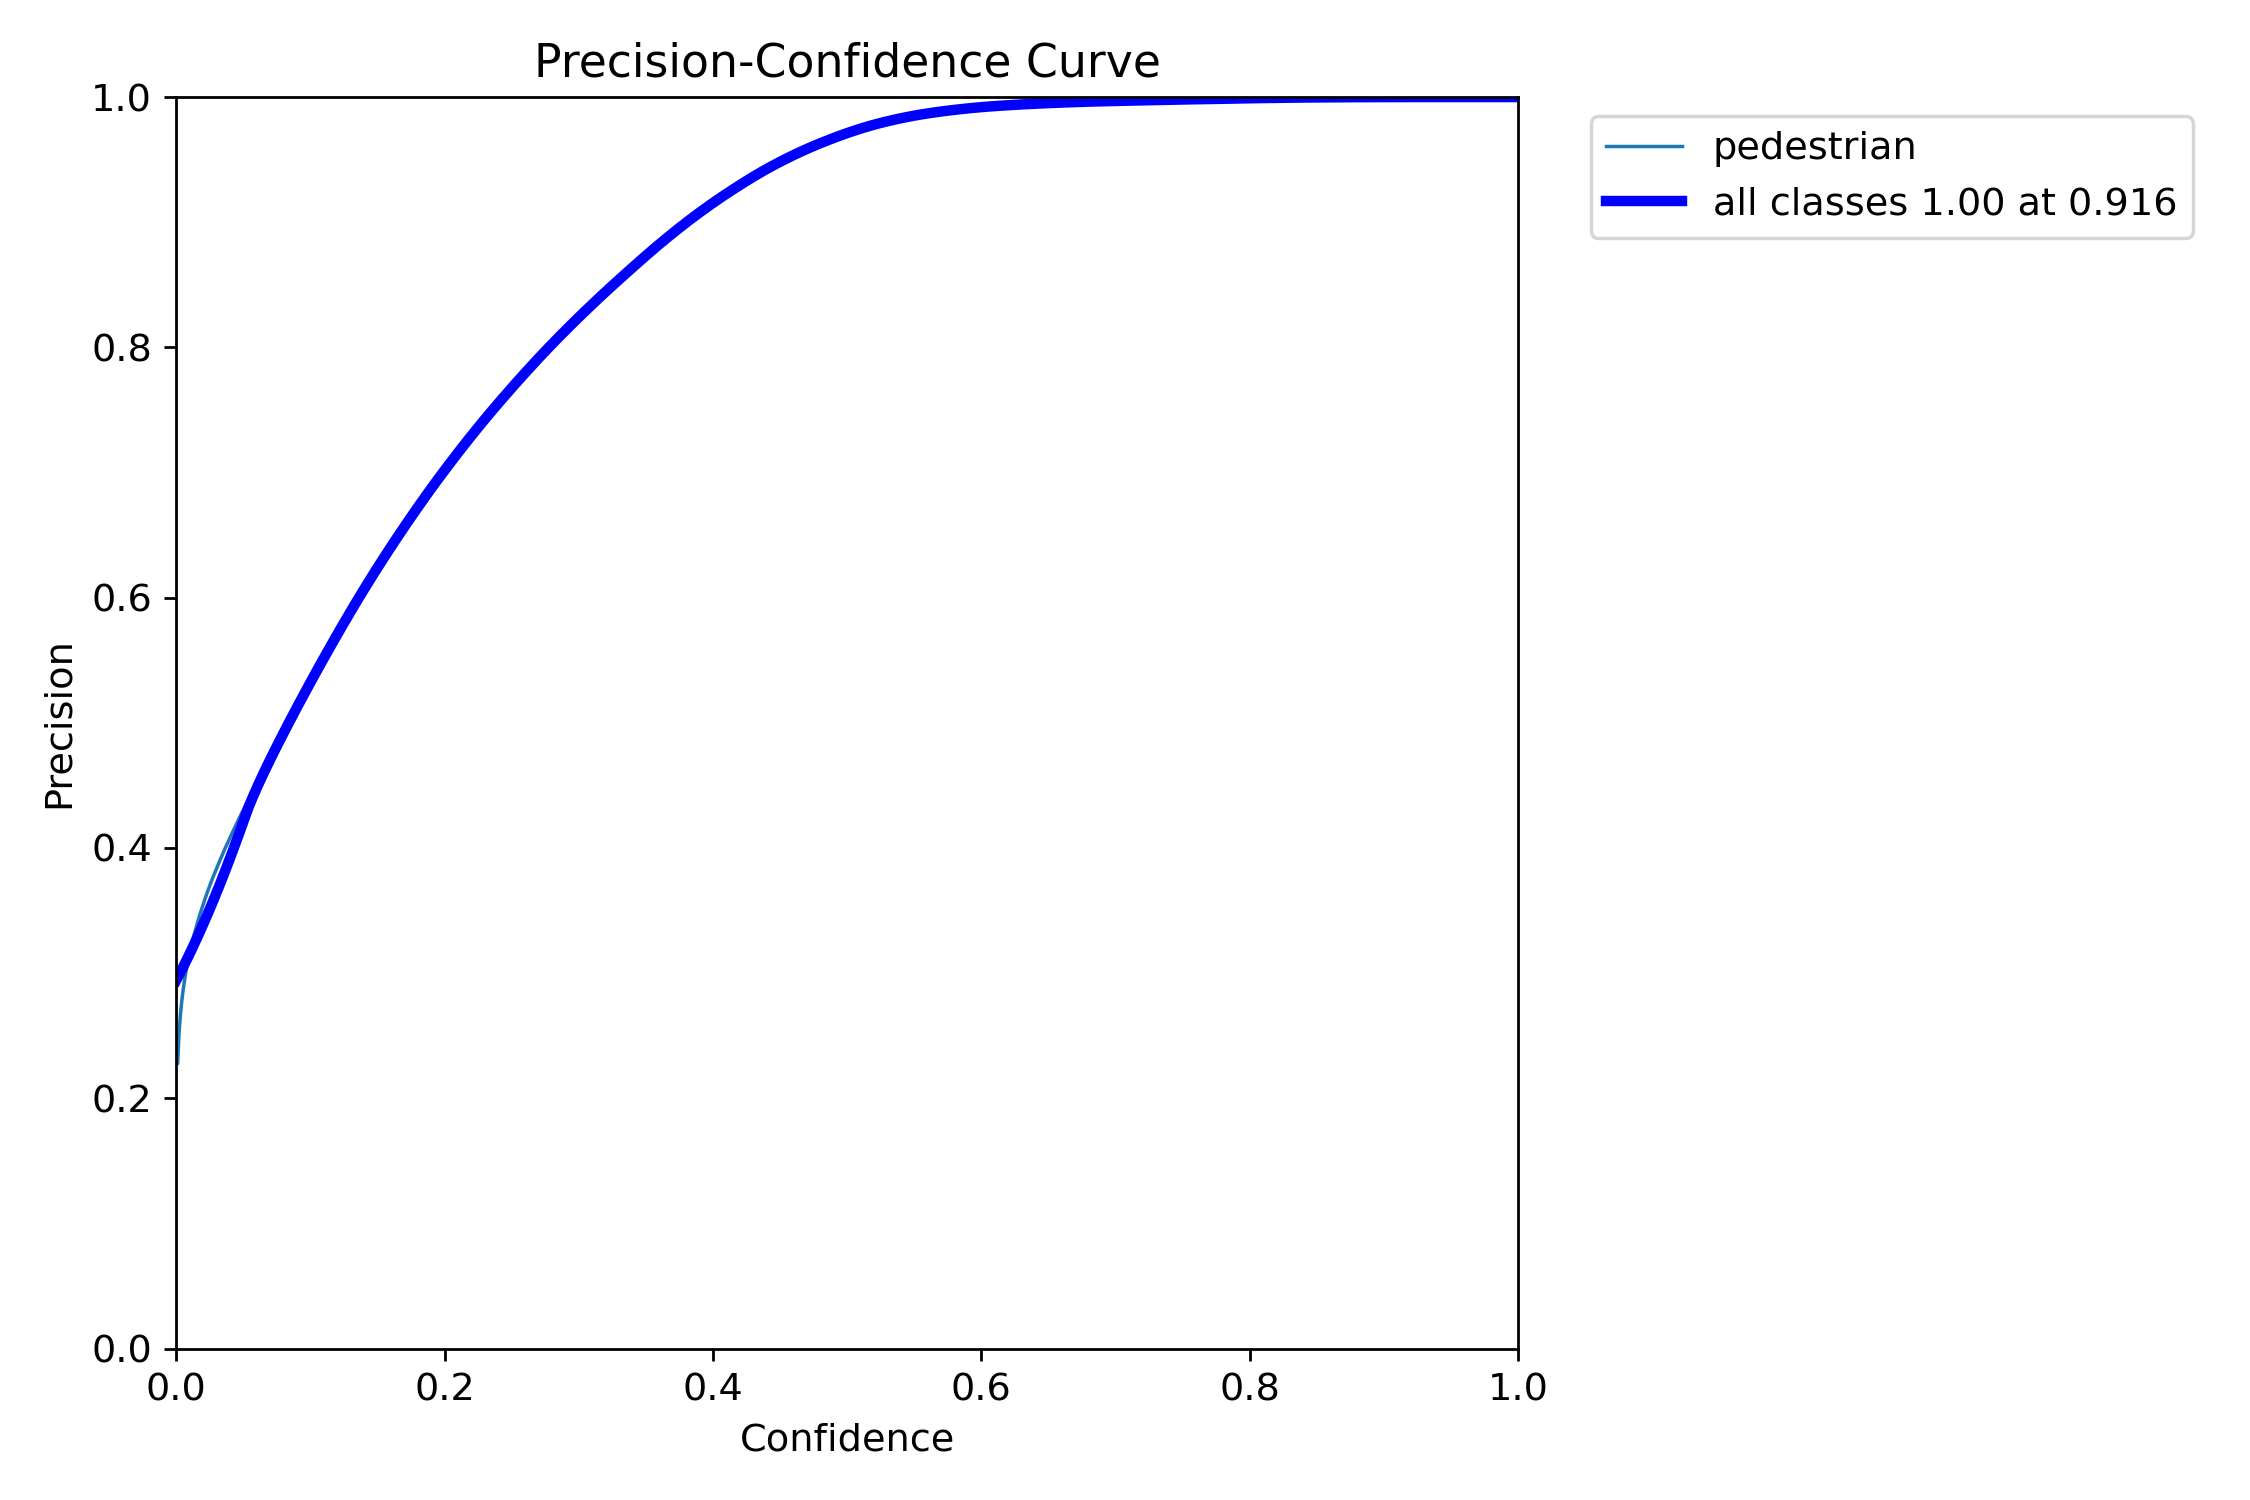 Precision-Confidence Curve
1.0
0.8
0.6
0.4
0.2
0.0
Precision
0.0 0.2 0.4 0.6 0.8 1.0
Confidence
pedestrian
all classes 1.00 at 0.916